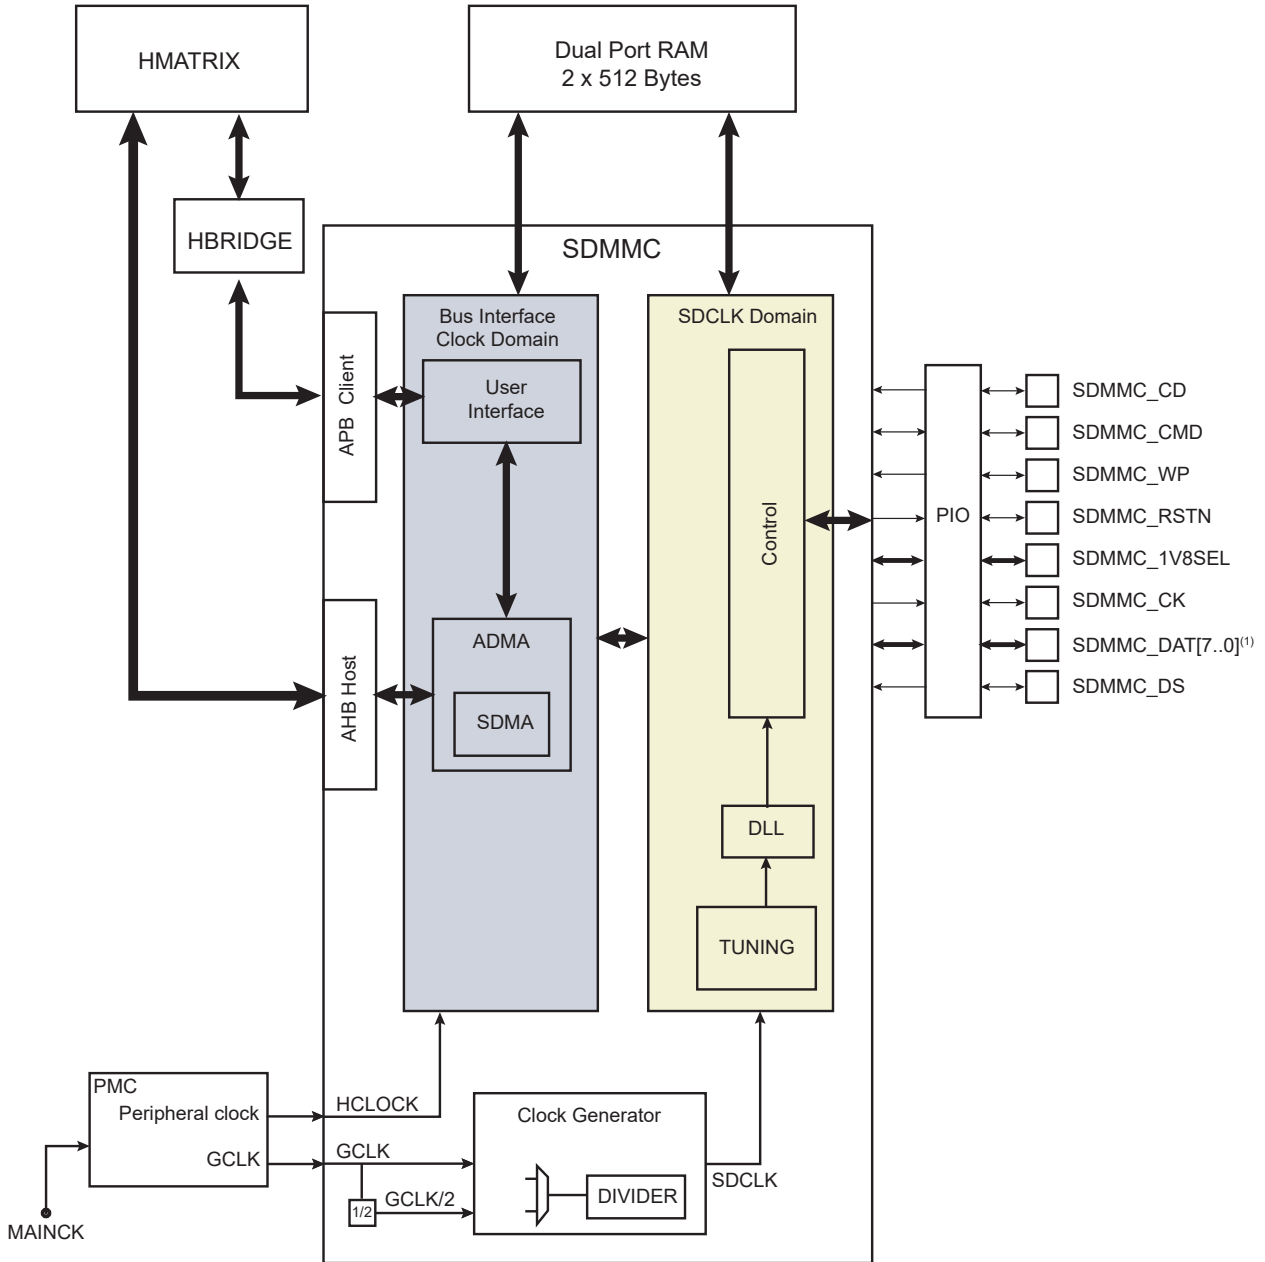 HMATRIX
Dual Port RAM
2 x 512 Bytes
HBRIDGE
SDMMC
APB Client
Bus Interface
Clock Domain
User
Interface
SDCLK Domain
Control
PIO
SDMMC_CD
SDMMC_CMD
SDMMC_WP
SDMMC_RSTN
SDMMC_1V8SEL
SDMMC_CK
SDMMC_DAT[7..0](1)
SDMMC_DS
AHB Host
ADMA
SDMA
DLL
TUNING
PMC
Peripheral clock
GCLK
MAINCK
HCLOCK
GCLK
1/2
GCLK/2
Clock Generator
DIVIDER
SDCLK